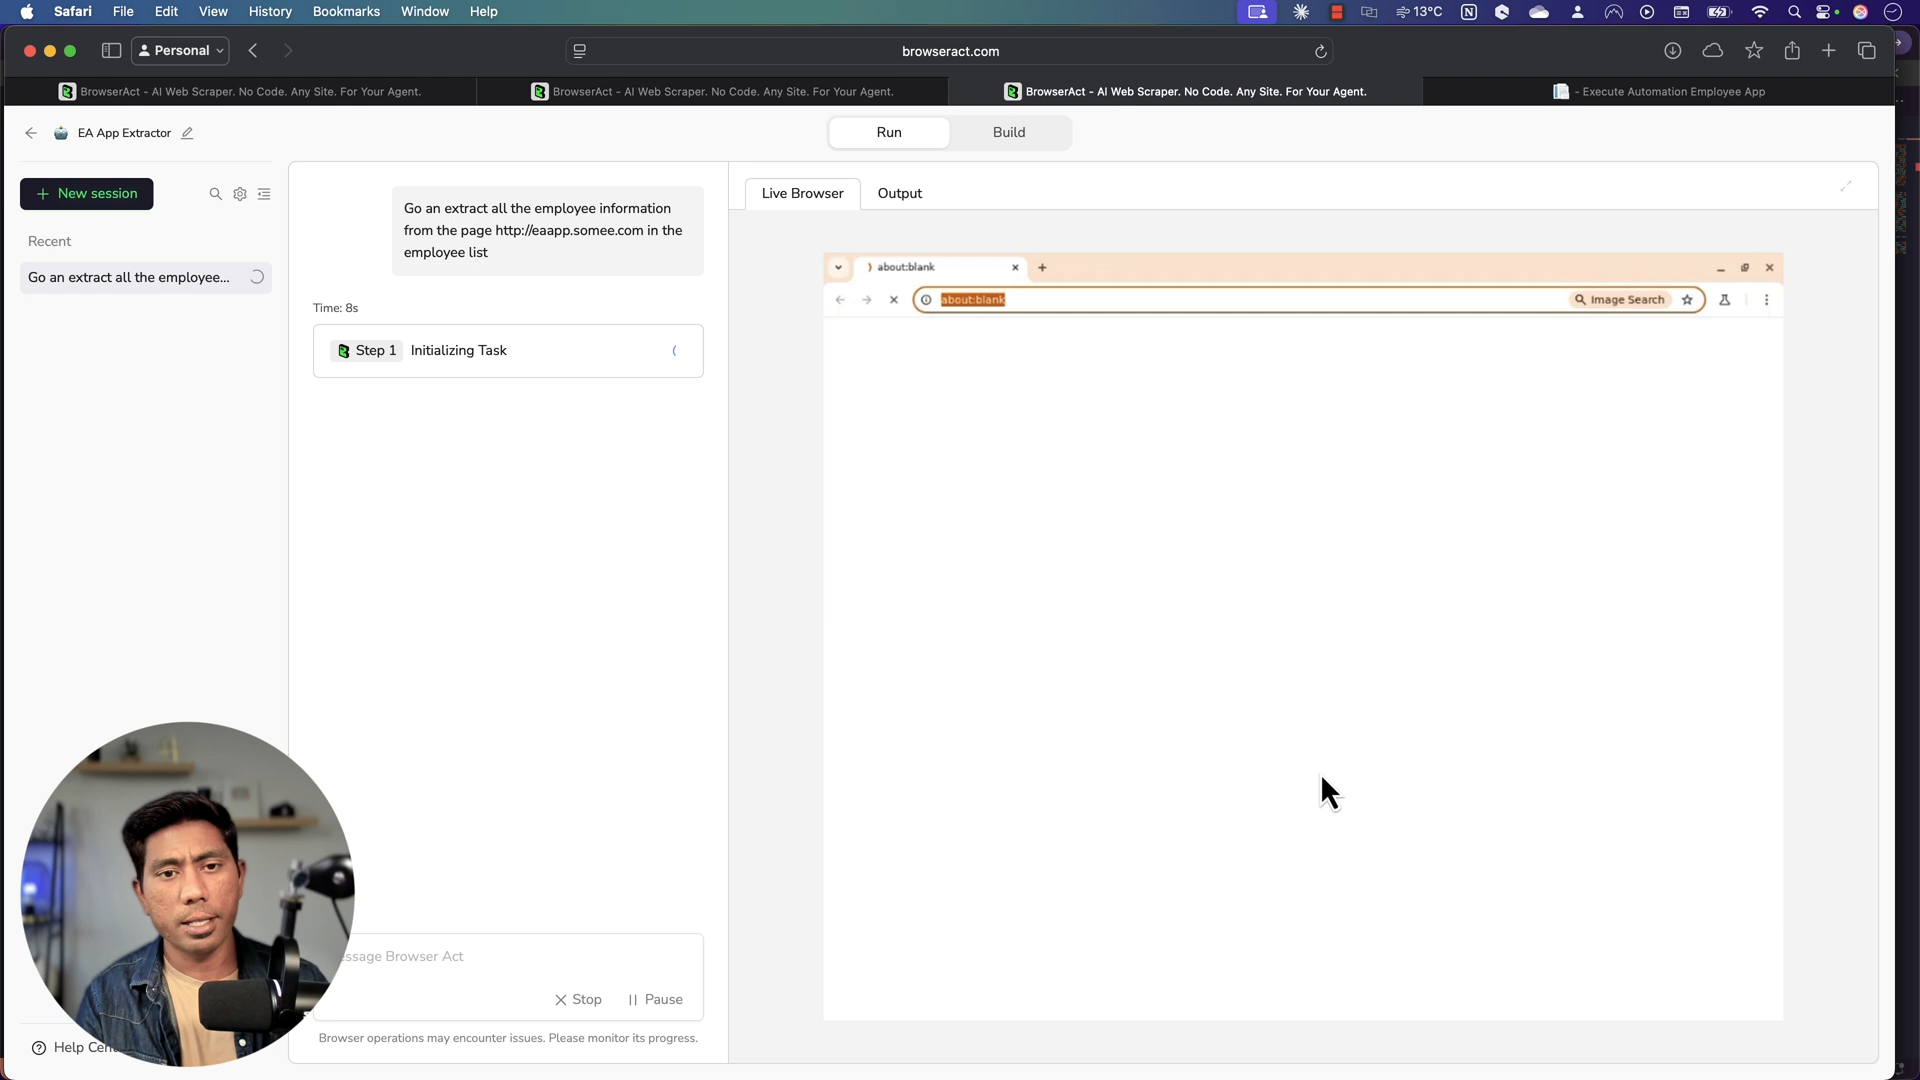 Safari File Edit View History Bookmarks Window Help 13°C
Personal browseract.com
BrowserAct - AI Web Scraper. No Code. Any Site. For Your Agent.
BrowserAct - AI Web Scraper. No Code. Any Site. For Your Agent.
BrowserAct - AI Web Scraper. No Code. Any Site. For Your Agent.
- Execute Automation Employee App
EA App Extractor
Run Build
New session
Recent
Go an extract all the employee...
Go an extract all the employee information
from the page http://eaapp.somee.com in the
employee list
Time: 8s
Step 1 Initializing Task
Live Browser Output
about:blank
about:blank Image Search
essage Browser Act
Stop Pause
Browser operations may encounter issues. Please monitor its progress.
Help Cen